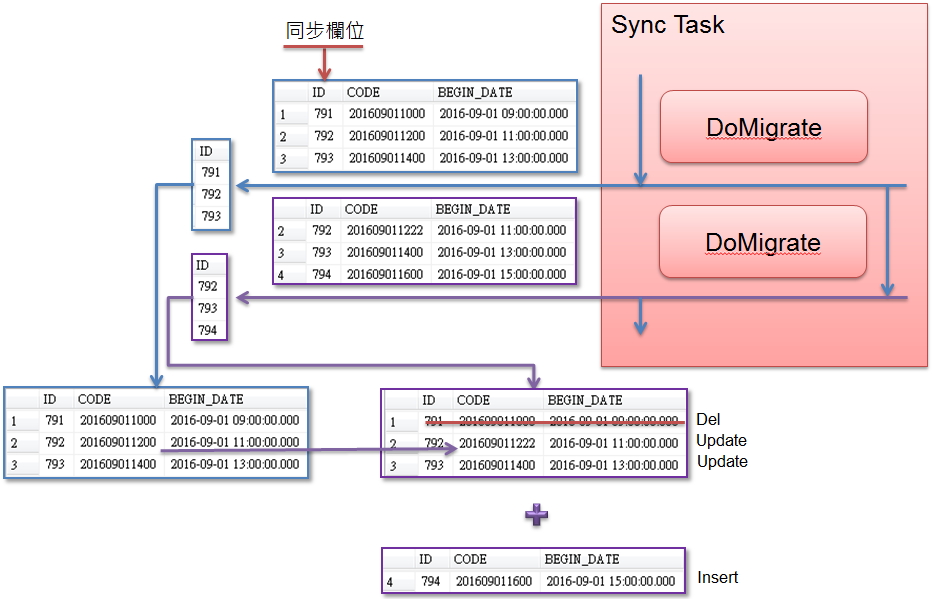 同步欄位
Sync Task
ID CODE BEGIN_DATE
1 791 201609011000 2016-09-01 09:00:00.000
2 792 201609011200 2016-09-01 11:00:00.000
3 793 201609011400 2016-09-01 13:00:00.000
DoMigrate
ID
791
792
793
ID CODE BEGIN_DATE
2 792 201609011222 2016-09-01 11:00:00.000
3 793 201609011400 2016-09-01 13:00:00.000
4 794 201609011600 2016-09-01 15:00:00.000
DoMigrate
ID
792
793
794
ID CODE BEGIN_DATE
1 791 201609011000 2016-09-01 09:00:00.000
2 792 201609011200 2016-09-01 11:00:00.000
3 793 201609011400 2016-09-01 13:00:00.000
ID CODE BEGIN_DATE
1 791 201609011000 2016-09-01 09:00:00.000 Del
2 792 201609011222 2016-09-01 11:00:00.000 Update
3 793 201609011400 2016-09-01 13:00:00.000 Update
ID CODE BEGIN_DATE
4 794 201609011600 2016-09-01 15:00:00.000 Insert